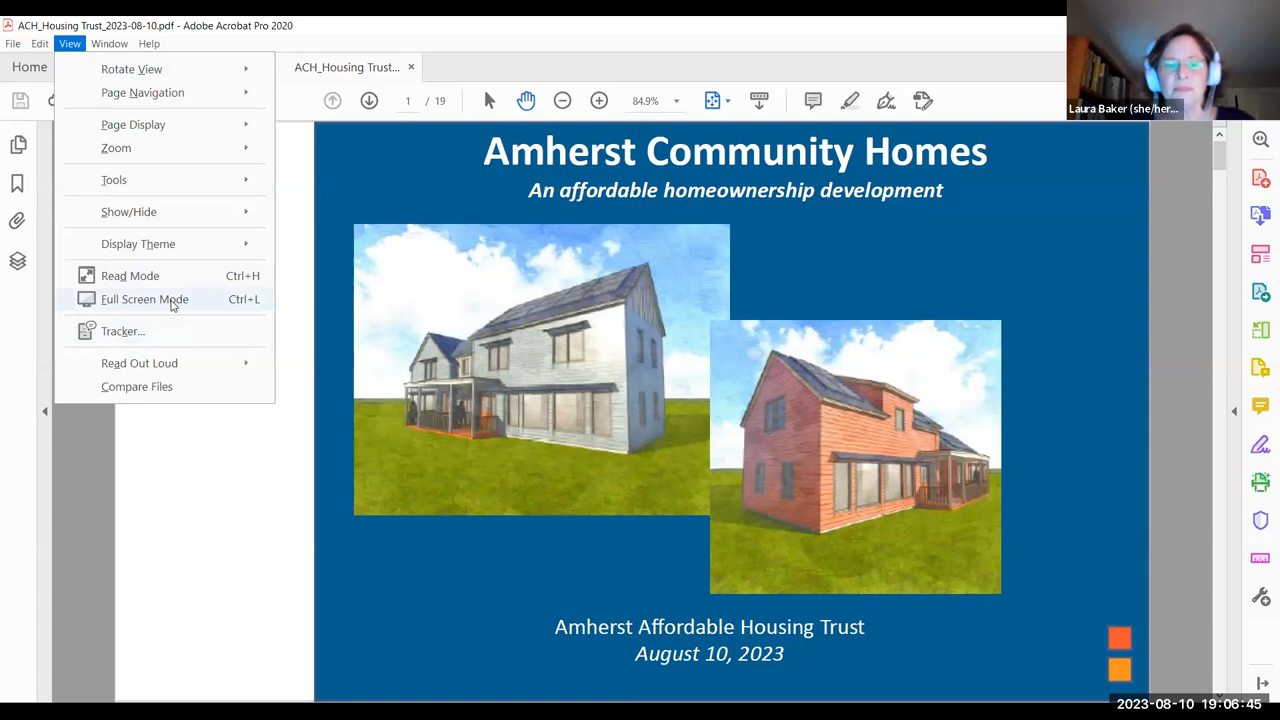 ACH_Housing Trust_2023-08-10.pdf - Adobe Acrobat Pro 2020
File Edit View Window Help
Home
ACH_Housing Trust... ×
1 / 19
84.9%
Rotate View
Page Navigation
Page Display
Zoom
Tools
Show/Hide
Display Theme
Read Mode Ctrl+H
Full Screen Mode Ctrl+L
Tracker...
Read Out Loud
Compare Files
Amherst Community Homes
An affordable homeownership development
Amherst Affordable Housing Trust
August 10, 2023
Laura Baker (she/her...
2023-08-10 19:06:45